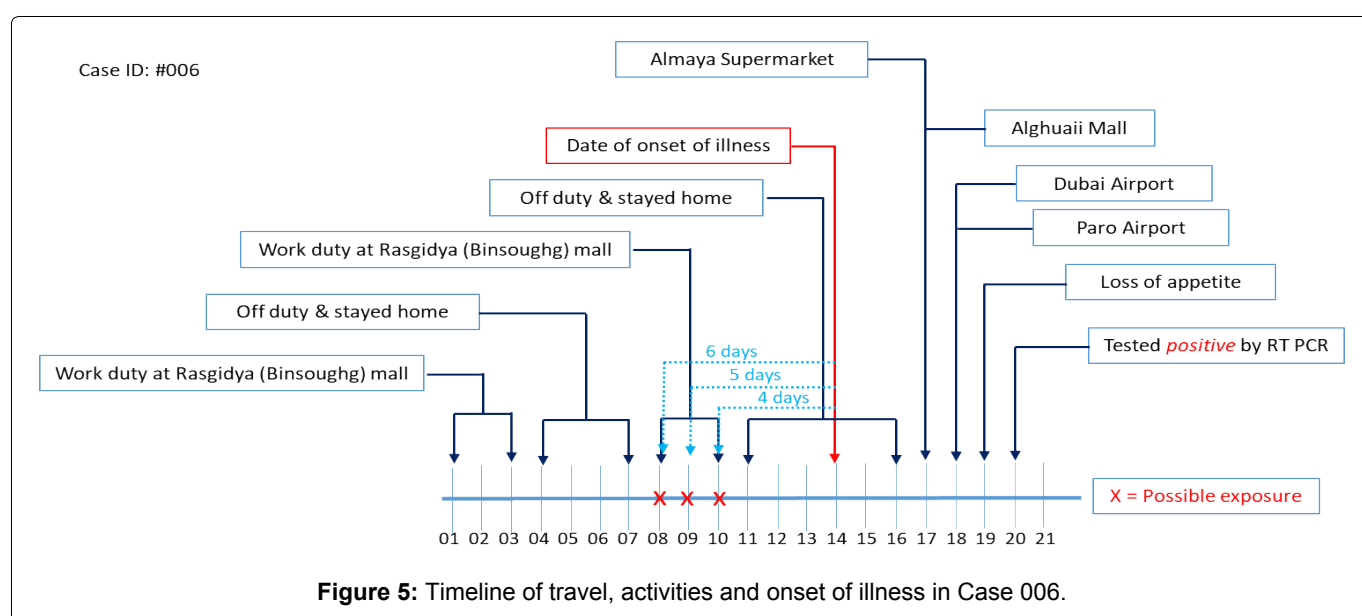 Case ID: #006
Almaya Supermarket
Alghuaii Mall
Date of onset of illness
Dubai Airport
Off duty & stayed home
Paro Airport
Work duty at Rasgidya (Binsoughg) mall
Loss of appetite
Off duty & stayed home
Tested positive by RT PCR
6 days
Work duty at Rasgidya (Binsoughg) mall
5 days
4 days
X X X
X = Possible exposure
01 02 03 04 05 06 07 08 09 10 11 12 13 14 15 16 17 18 19 20 21
Figure 5: Timeline of travel, activities and onset of illness in Case 006.